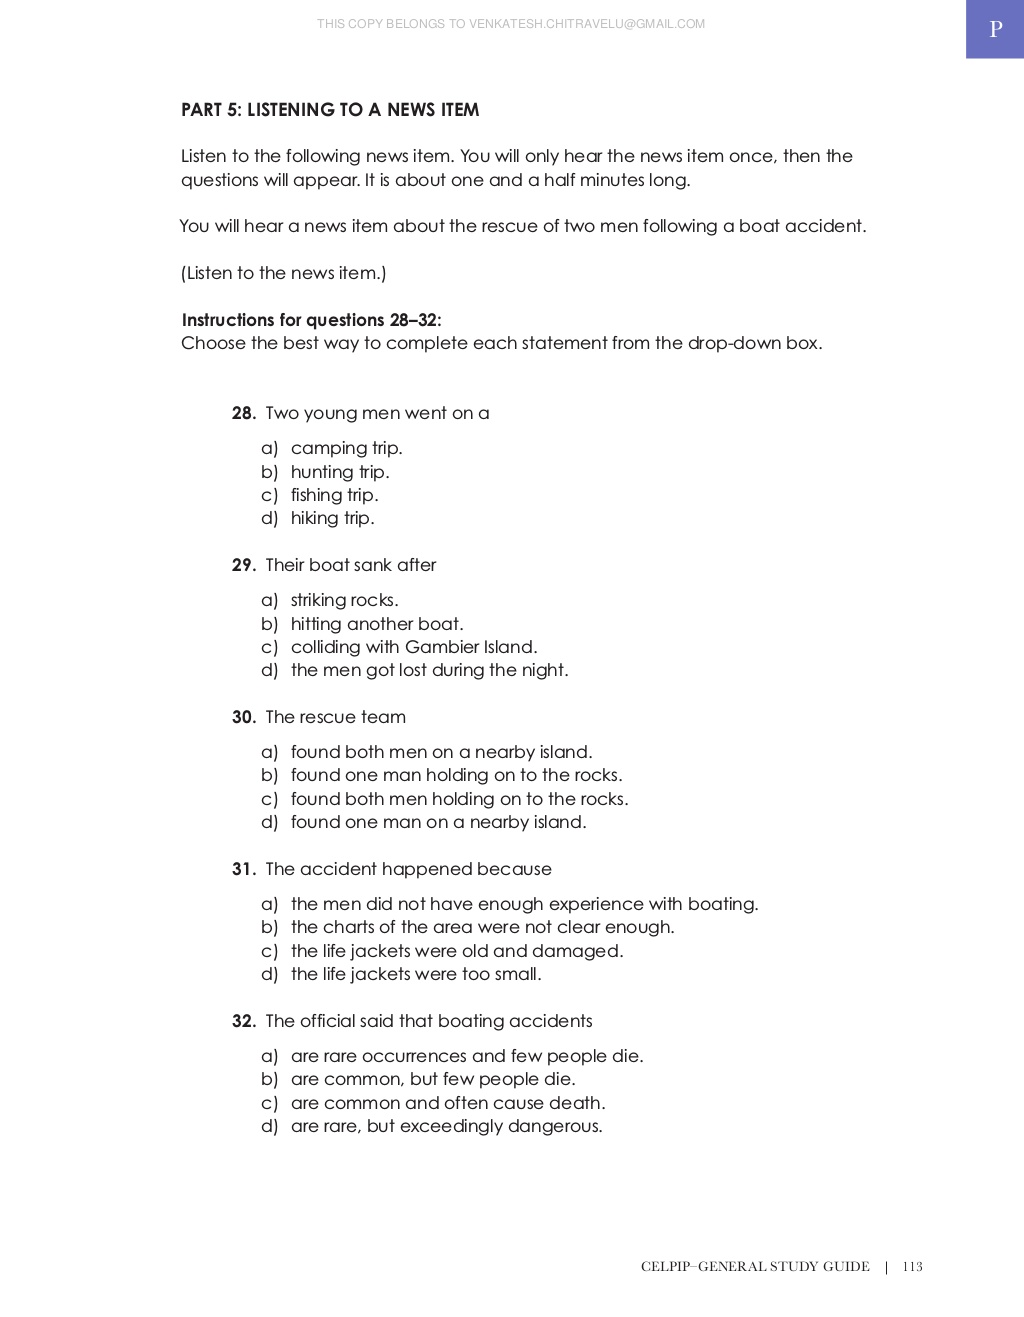 THIS COPY BELONGS TO VENKATESH.CHITRAVELU@GMAIL.COM
P
PART 5: LISTENING TO A NEWS ITEM
Listen to the following news item. You will only hear the news item once, then the
questions will appear. It is about one and a half minutes long.
You will hear a news item about the rescue of two men following a boat accident.
(Listen to the news item.)
Instructions for questions 28–32:
Choose the best way to complete each statement from the drop-down box.
28. Two young men went on a
a) camping trip.
b) hunting trip.
c) fishing trip.
d) hiking trip.
29. Their boat sank after
a) striking rocks.
b) hitting another boat.
c) colliding with Gambier Island.
d) the men got lost during the night.
30. The rescue team
a) found both men on a nearby island.
b) found one man holding on to the rocks.
c) found both men holding on to the rocks.
d) found one man on a nearby island.
31. The accident happened because
a) the men did not have enough experience with boating.
b) the charts of the area were not clear enough.
c) the life jackets were old and damaged.
d) the life jackets were too small.
32. The official said that boating accidents
a) are rare occurrences and few people die.
b) are common, but few people die.
c) are common and often cause death.
d) are rare, but exceedingly dangerous.
CELPIP–GENERAL STUDY GUIDE | 113